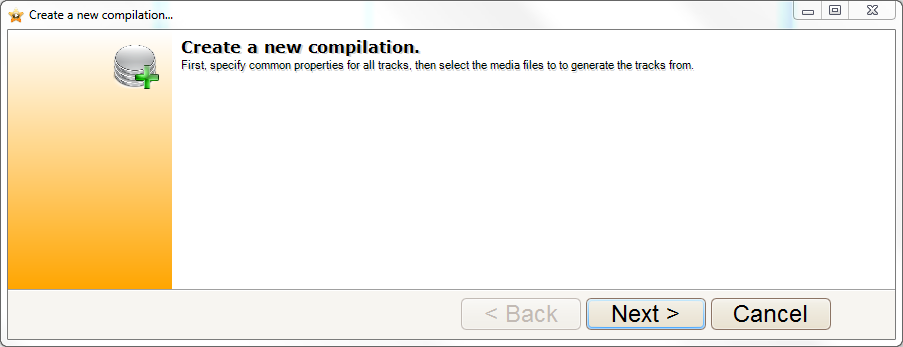 Create a new compilation...
Create a new compilation.
First, specify common properties for all tracks, then select the media files to to generate the tracks from.
< Back Next > Cancel